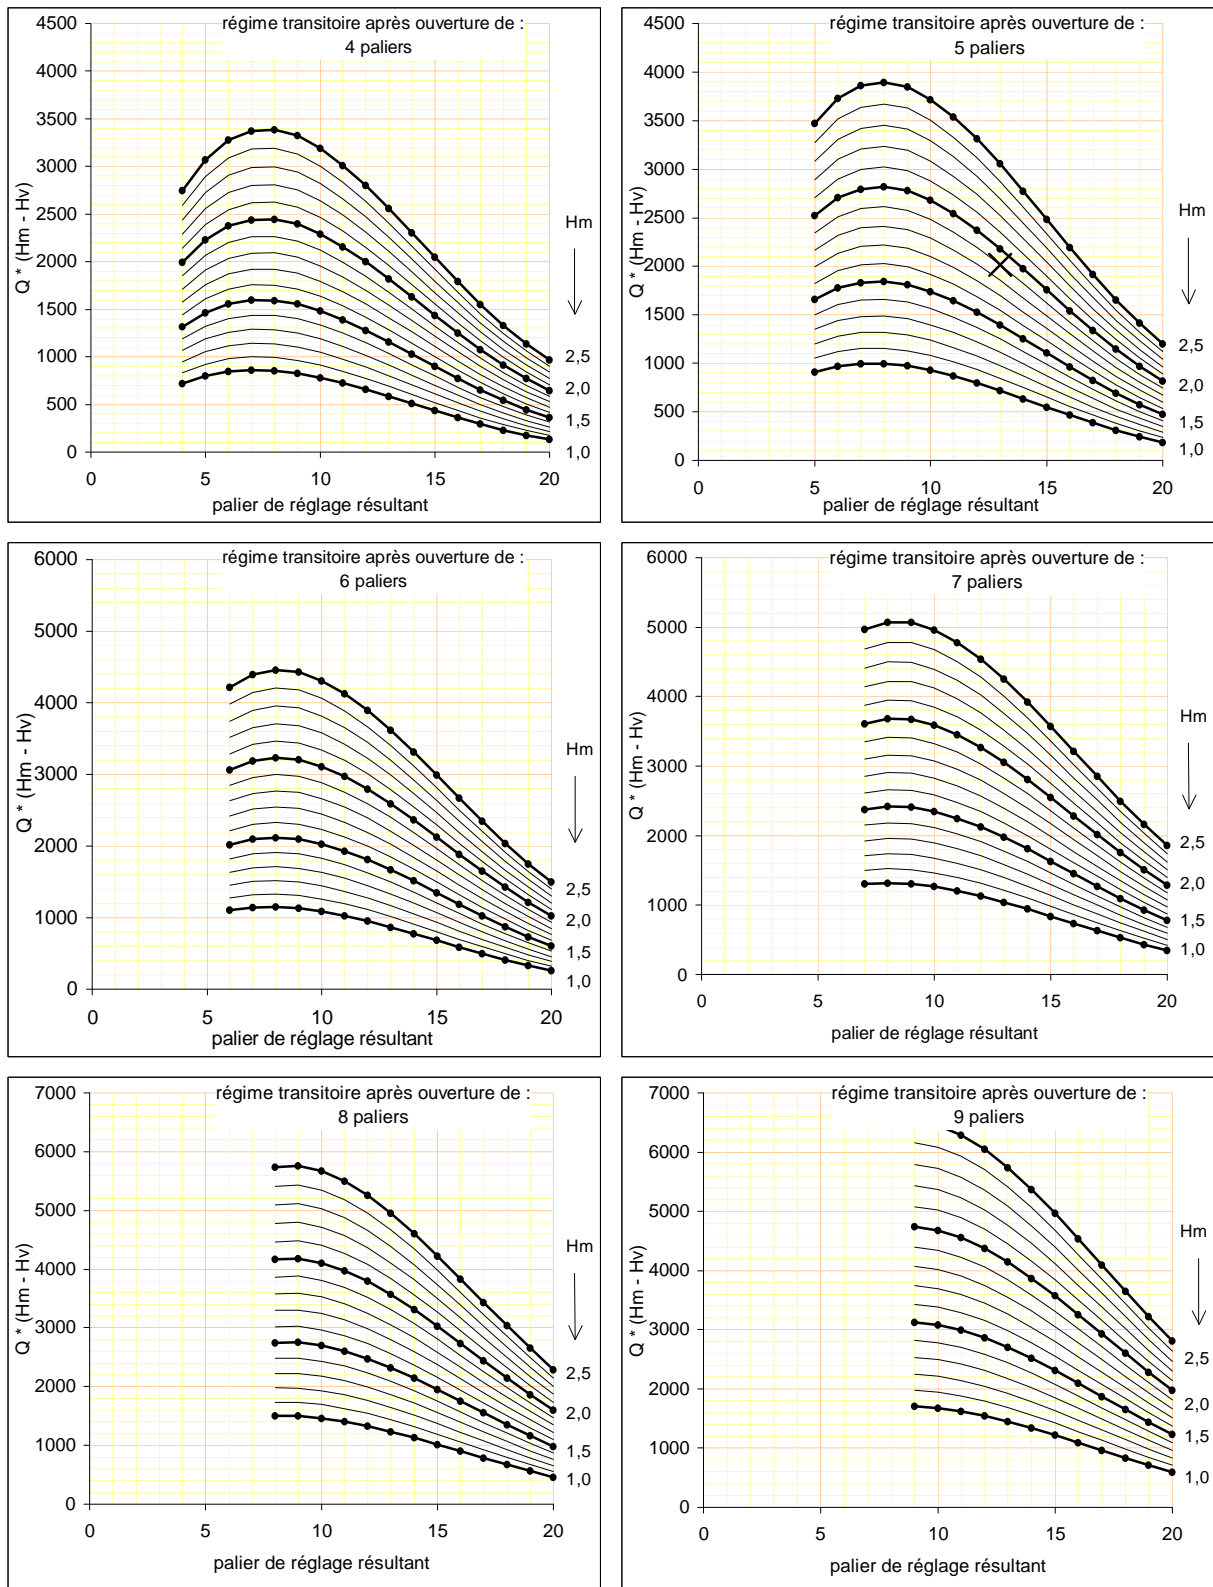 régime transitoire après ouverture de :
4 paliers
4500
4000
3500
3000
2500
2000
1500
1000
500
0
Q * (Hm - Hv)
Hm
2,5
2,0
1,5
1,0
0 5 10 15 20
palier de réglage résultant
régime transitoire après ouverture de :
5 paliers
4500
4000
3500
3000
2500
2000
1500
1000
500
0
Q * (Hm - Hv)
Hm
2,5
2,0
1,5
1,0
0 5 10 15 20
palier de réglage résultant
régime transitoire après ouverture de :
6 paliers
6000
5000
4000
3000
2000
1000
0
Q * (Hm - Hv)
Hm
2,5
2,0
1,5
1,0
0 5 10 15 20
palier de réglage résultant
régime transitoire après ouverture de :
7 paliers
6000
5000
4000
3000
2000
1000
0
Q * (Hm - Hv)
Hm
2,5
2,0
1,5
1,0
0 5 10 15 20
palier de réglage résultant
régime transitoire après ouverture de :
8 paliers
7000
6000
5000
4000
3000
2000
1000
0
Q * (Hm - Hv)
Hm
2,5
2,0
1,5
1,0
0 5 10 15 20
palier de réglage résultant
régime transitoire après ouverture de :
9 paliers
7000
6000
5000
4000
3000
2000
1000
0
Q * (Hm - Hv)
Hm
2,5
2,0
1,5
1,0
0 5 10 15 20
palier de réglage résultant